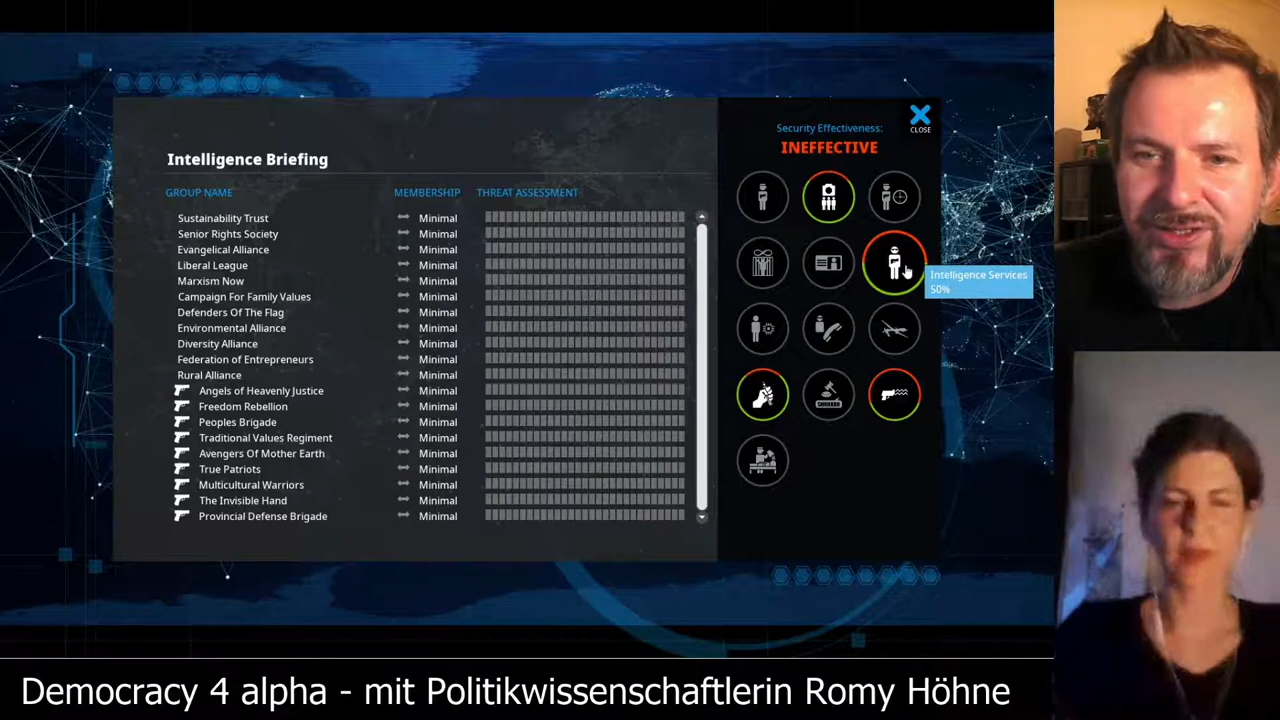 CLOSE
Security Effectiveness:
INEFFECTIVE
Intelligence Briefing
GROUP NAME MEMBERSHIP THREAT ASSESSMENT
Sustainability Trust Minimal
Senior Rights Society Minimal
Evangelical Alliance Minimal
Liberal League Minimal
Marxism Now Minimal
Campaign For Family Values Minimal
Defenders Of The Flag Minimal
Environmental Alliance Minimal
Diversity Alliance Minimal
Federation of Entrepreneurs Minimal
Rural Alliance Minimal
Angels of Heavenly Justice Minimal
Freedom Rebellion Minimal
Peoples Brigade Minimal
Traditional Values Regiment Minimal
Avengers Of Mother Earth Minimal
True Patriots Minimal
Multicultural Warriors Minimal
The Invisible Hand Minimal
Provincial Defense Brigade Minimal
Intelligence Services
50%
Democracy 4 alpha - mit Politikwissenschaftlerin Romy Höhne